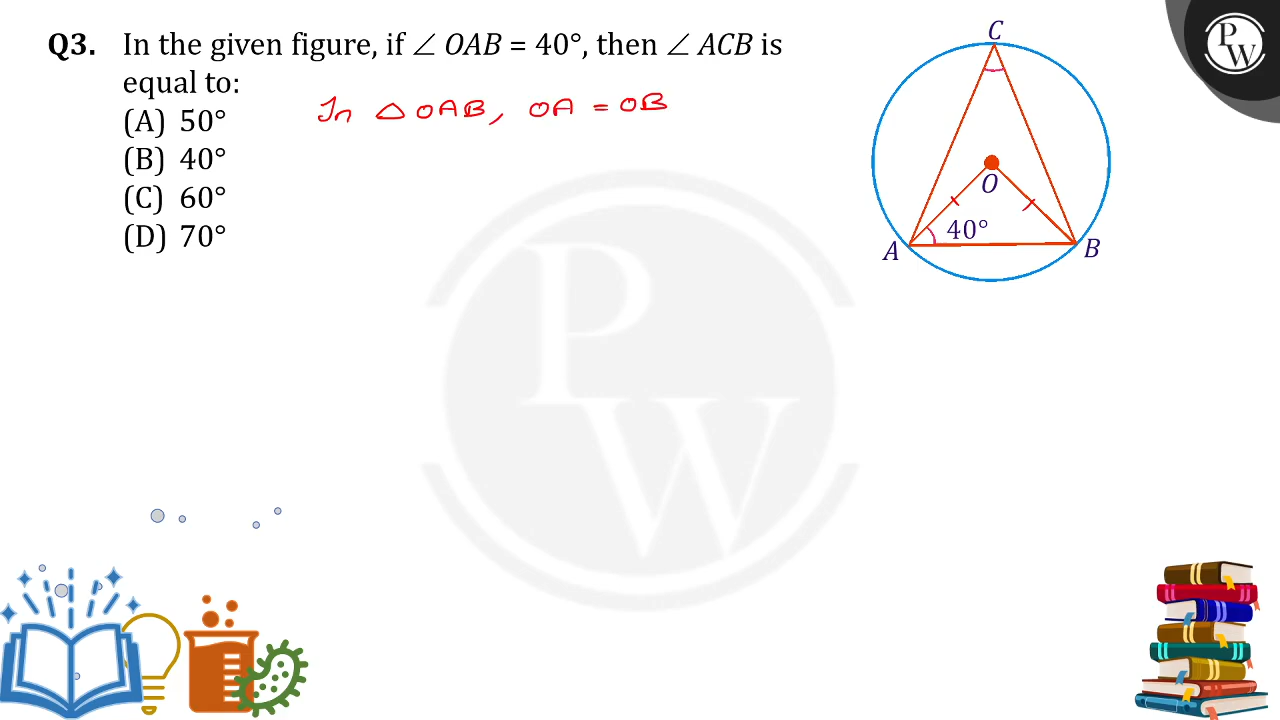 Q3. In the given figure, if ∠ OAB = 40°, then ∠ ACB is
equal to:
(A) 50°
(B) 40°
(C) 60°
(D) 70°
In △OAB, OA = OB
C
O
40°
A
B
P
W
P
W